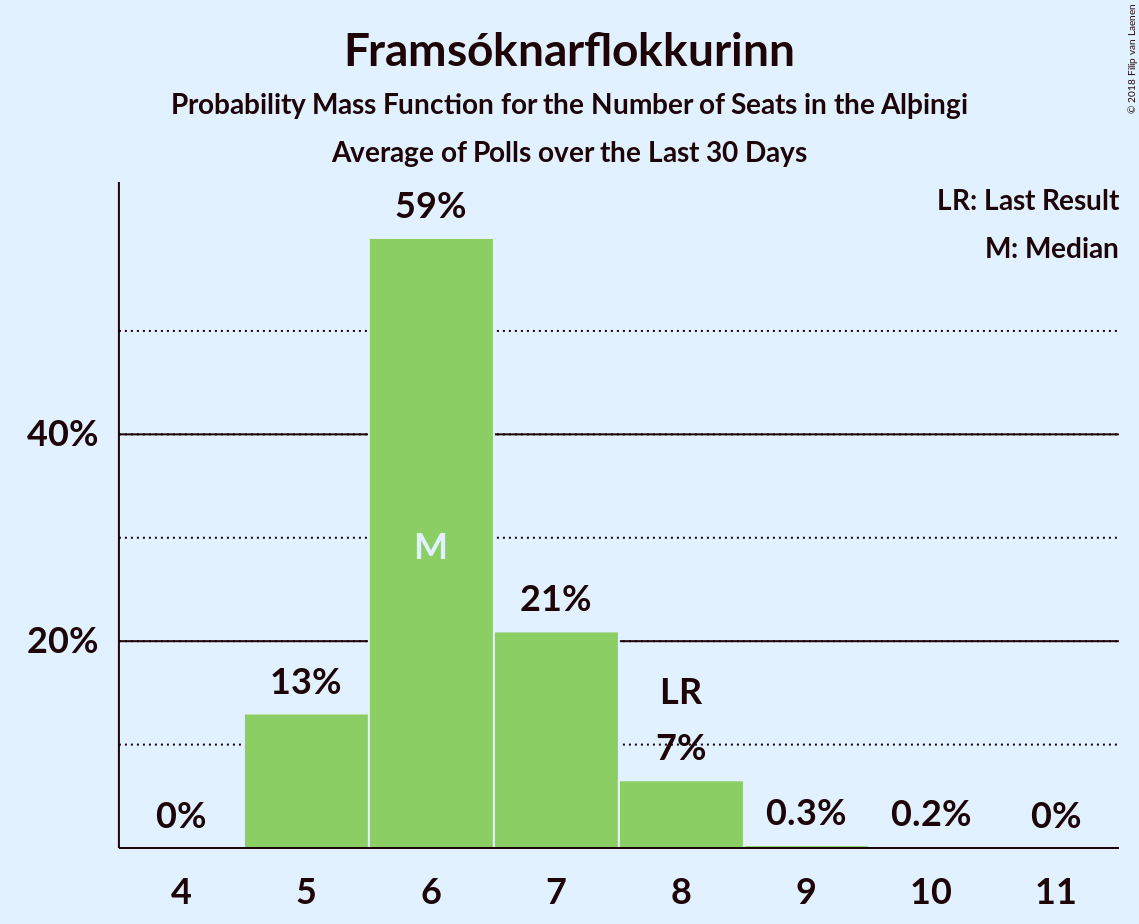 Framsóknarflokkurinn
Probability Mass Function for the Number of Seats in the Alþingi
Average of Polls over the Last 30 Days
© 2018 Filip van Laenen
LR: Last Result
M: Median
59%
40%
M
21%
20%
13%
LR
7%
0%
0.3%
0.2%
0%
4 5 6 7 8 9 10 11